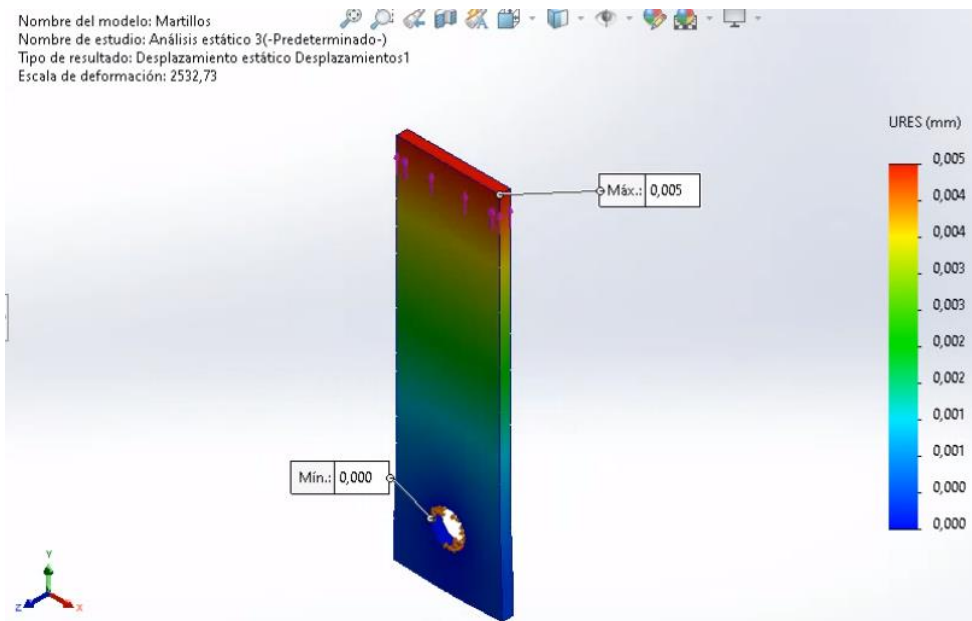 Nombre del modelo: Martillos
Nombre de estudio: Análisis estático 3(-Predeterminado-)
Tipo de resultado: Desplazamiento estático Desplazamientos1
Escala de deformación: 2532,73
URES (mm)
0,005
0,004
0,004
0,003
0,003
0,002
0,002
0,001
0,001
0,000
0,000
Máx.: 0,005
Mín.: 0,000
Y
Z
X